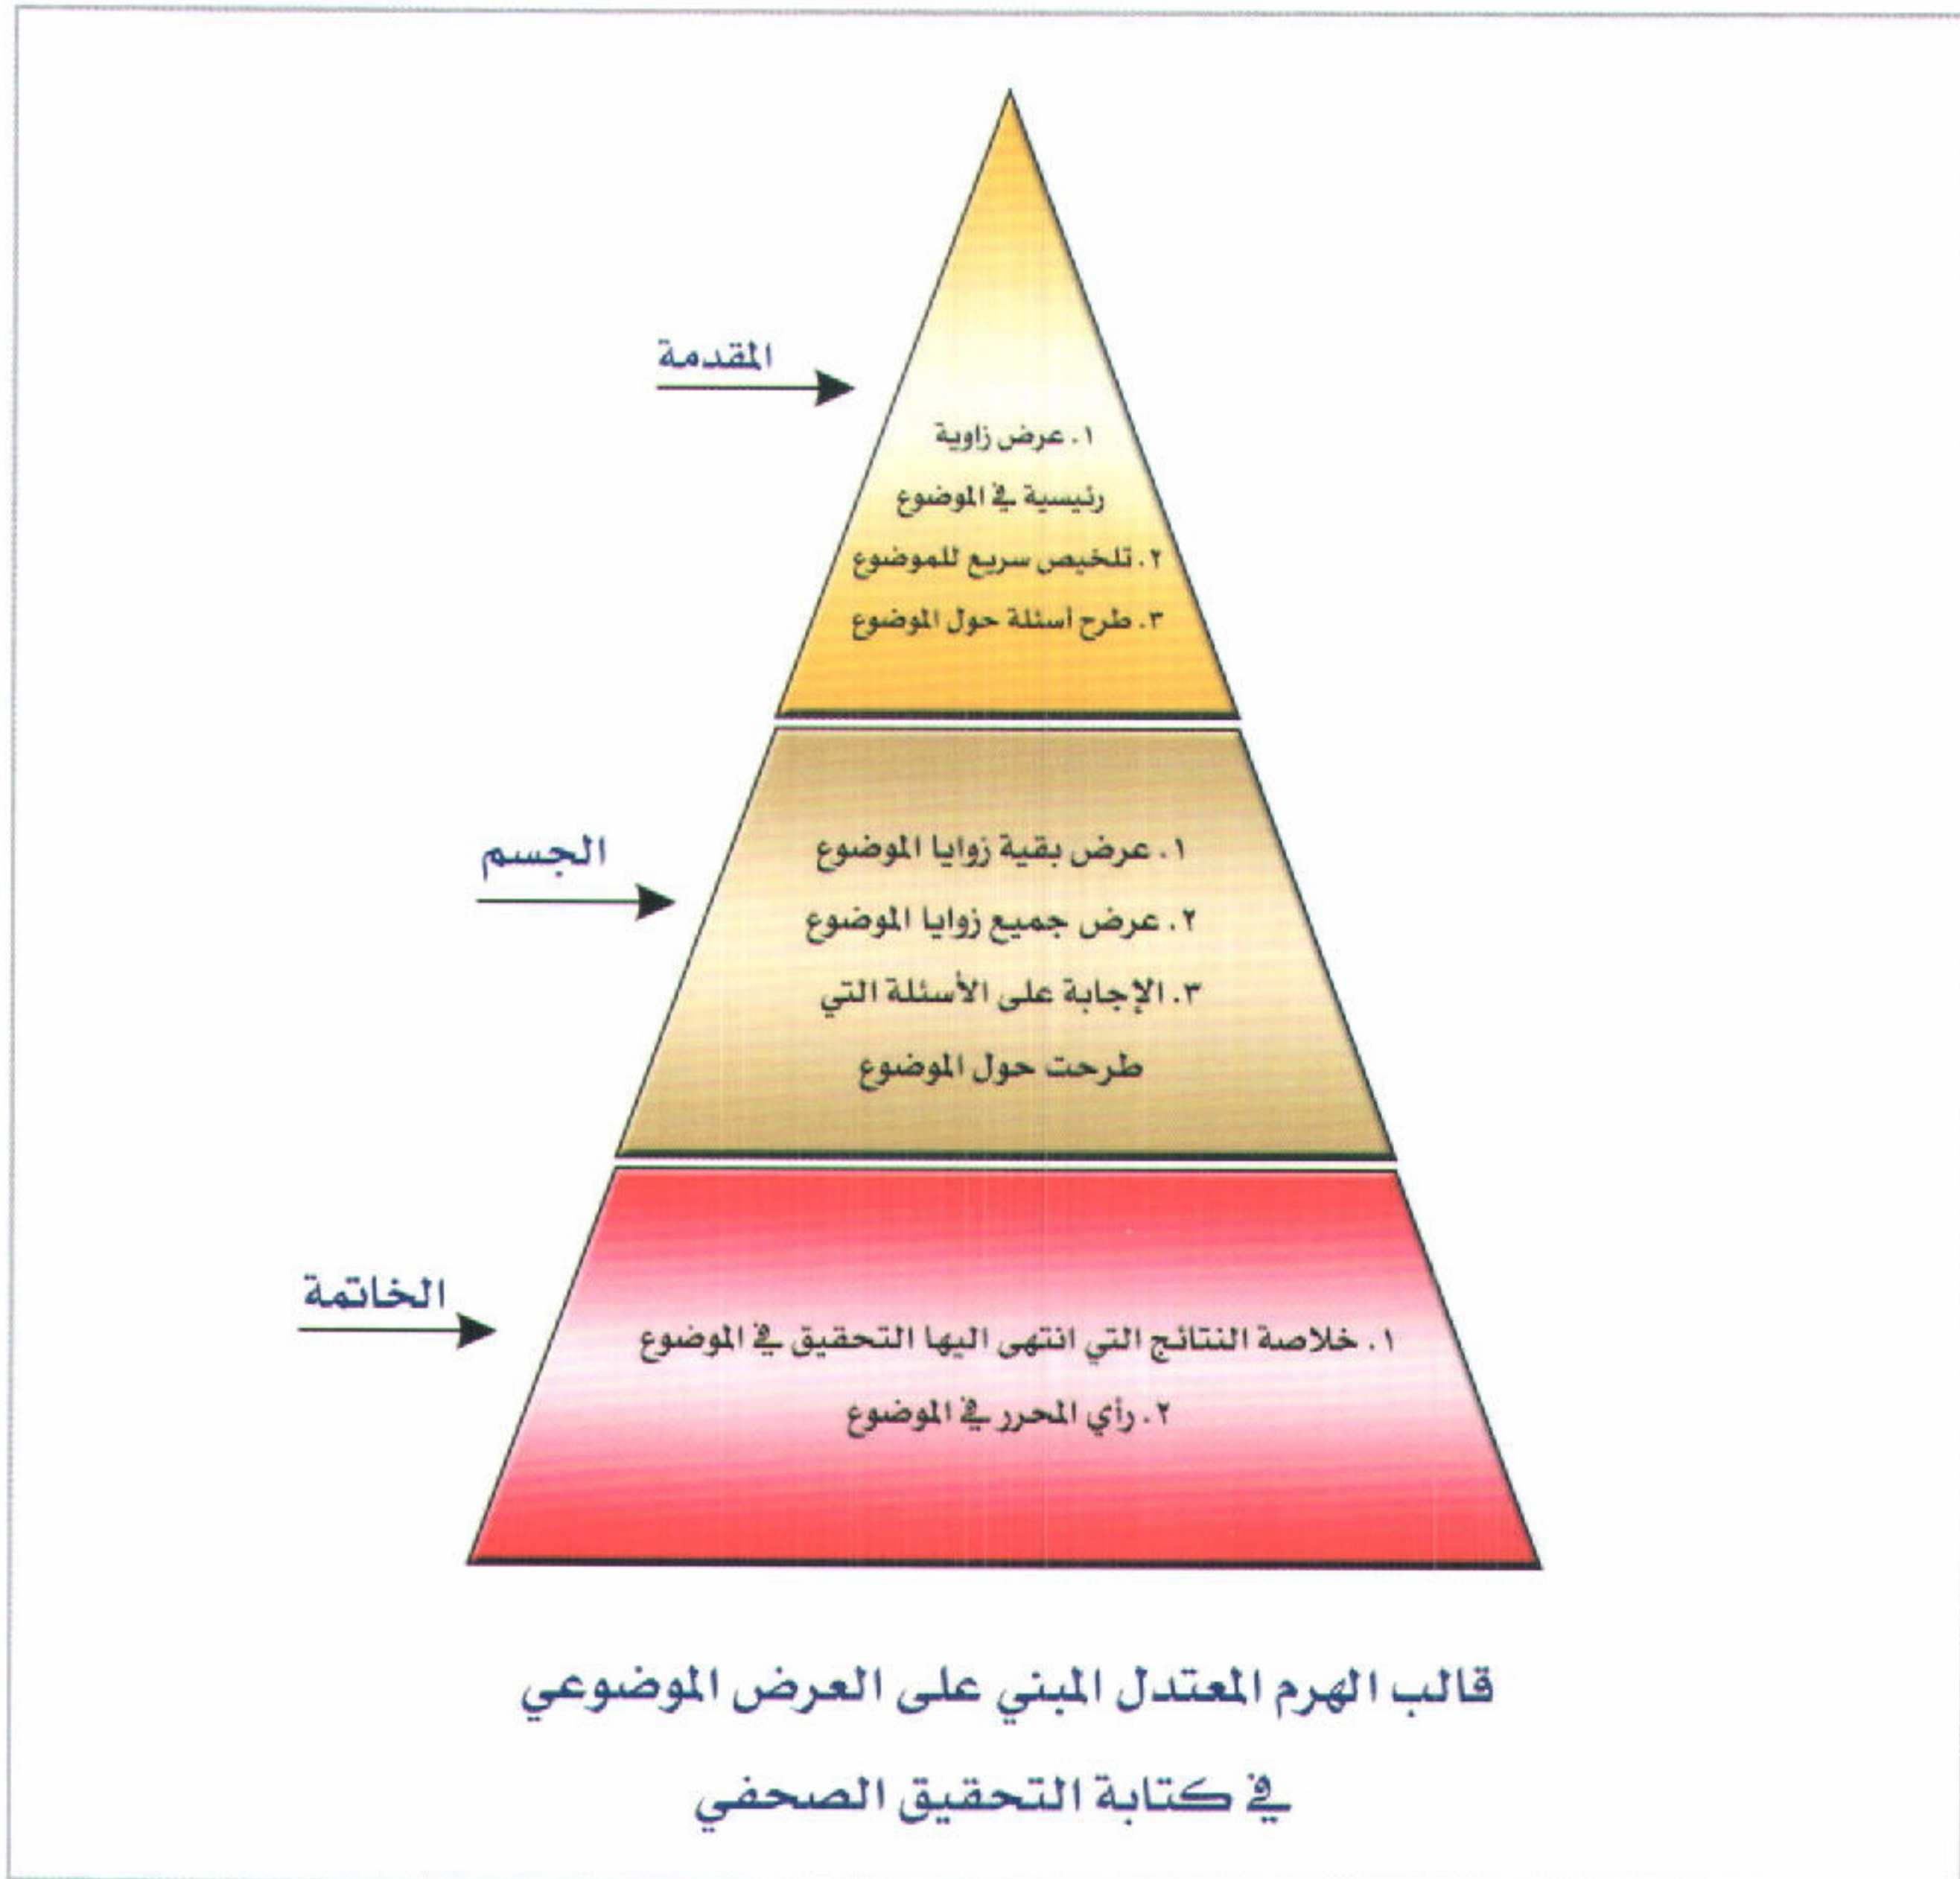 المقدمة
١. عرض زاوية
رئيسية في الموضوع
٢. تلخيص سريع للموضوع
٣. طرح أسئلة حول الموضوع
الجسم
١. عرض بقية زوايا الموضوع
٢. عرض جميع زوايا الموضوع
٣. الإجابة على الأسئلة التي
طرحت حول الموضوع
الخاتمة
١. خلاصة النتائج التي انتهى اليها التحقيق في الموضوع
٢. رأي المحرر في الموضوع
قالب الهرم المعتدل المبني على العرض الموضوعي
في كتابة التحقيق الصحفي